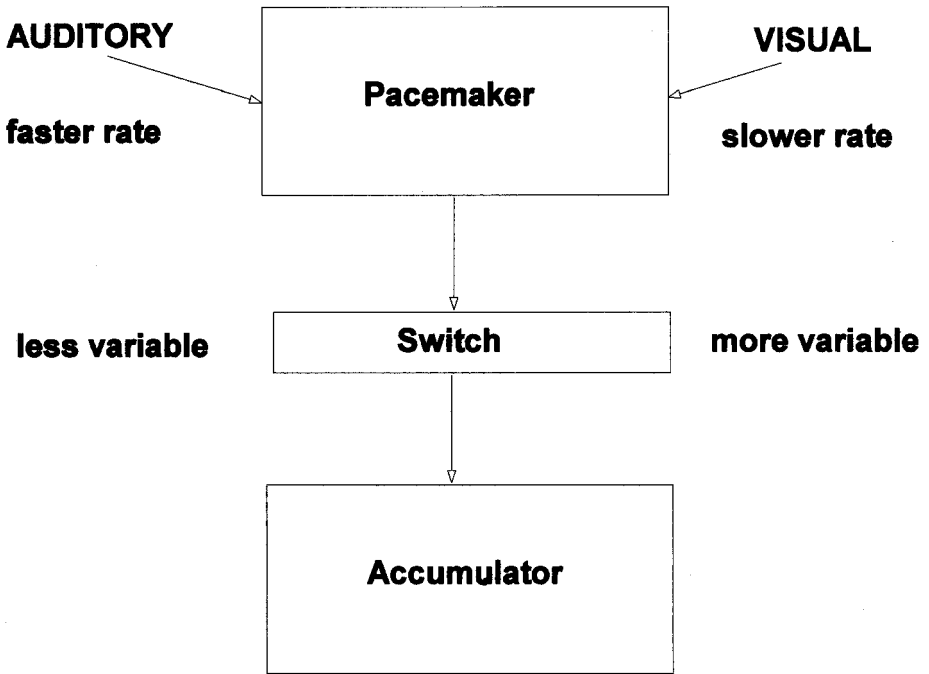 AUDITORY
VISUAL
Pacemaker
faster rate
slower rate
less variable
Switch
more variable
Accumulator